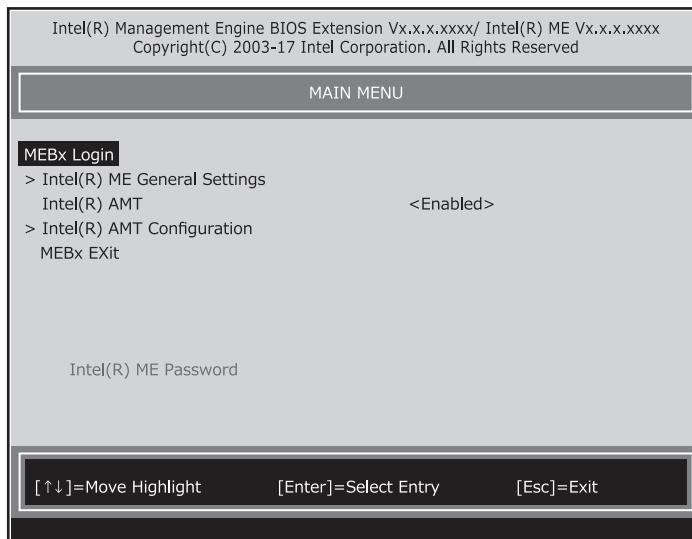 Intel(R) Management Engine BIOS Extension Vx.x.x.xxxx/ Intel(R) ME Vx.x.x.xxxx
Copyright(C) 2003-17 Intel Corporation. All Rights Reserved
MAIN MENU
MEBx Login
> Intel(R) ME General Settings
Intel(R) AMT <Enabled>
> Intel(R) AMT Configuration
MEBx EXit
Intel(R) ME Password
[↑↓]=Move Highlight [Enter]=Select Entry [Esc]=Exit